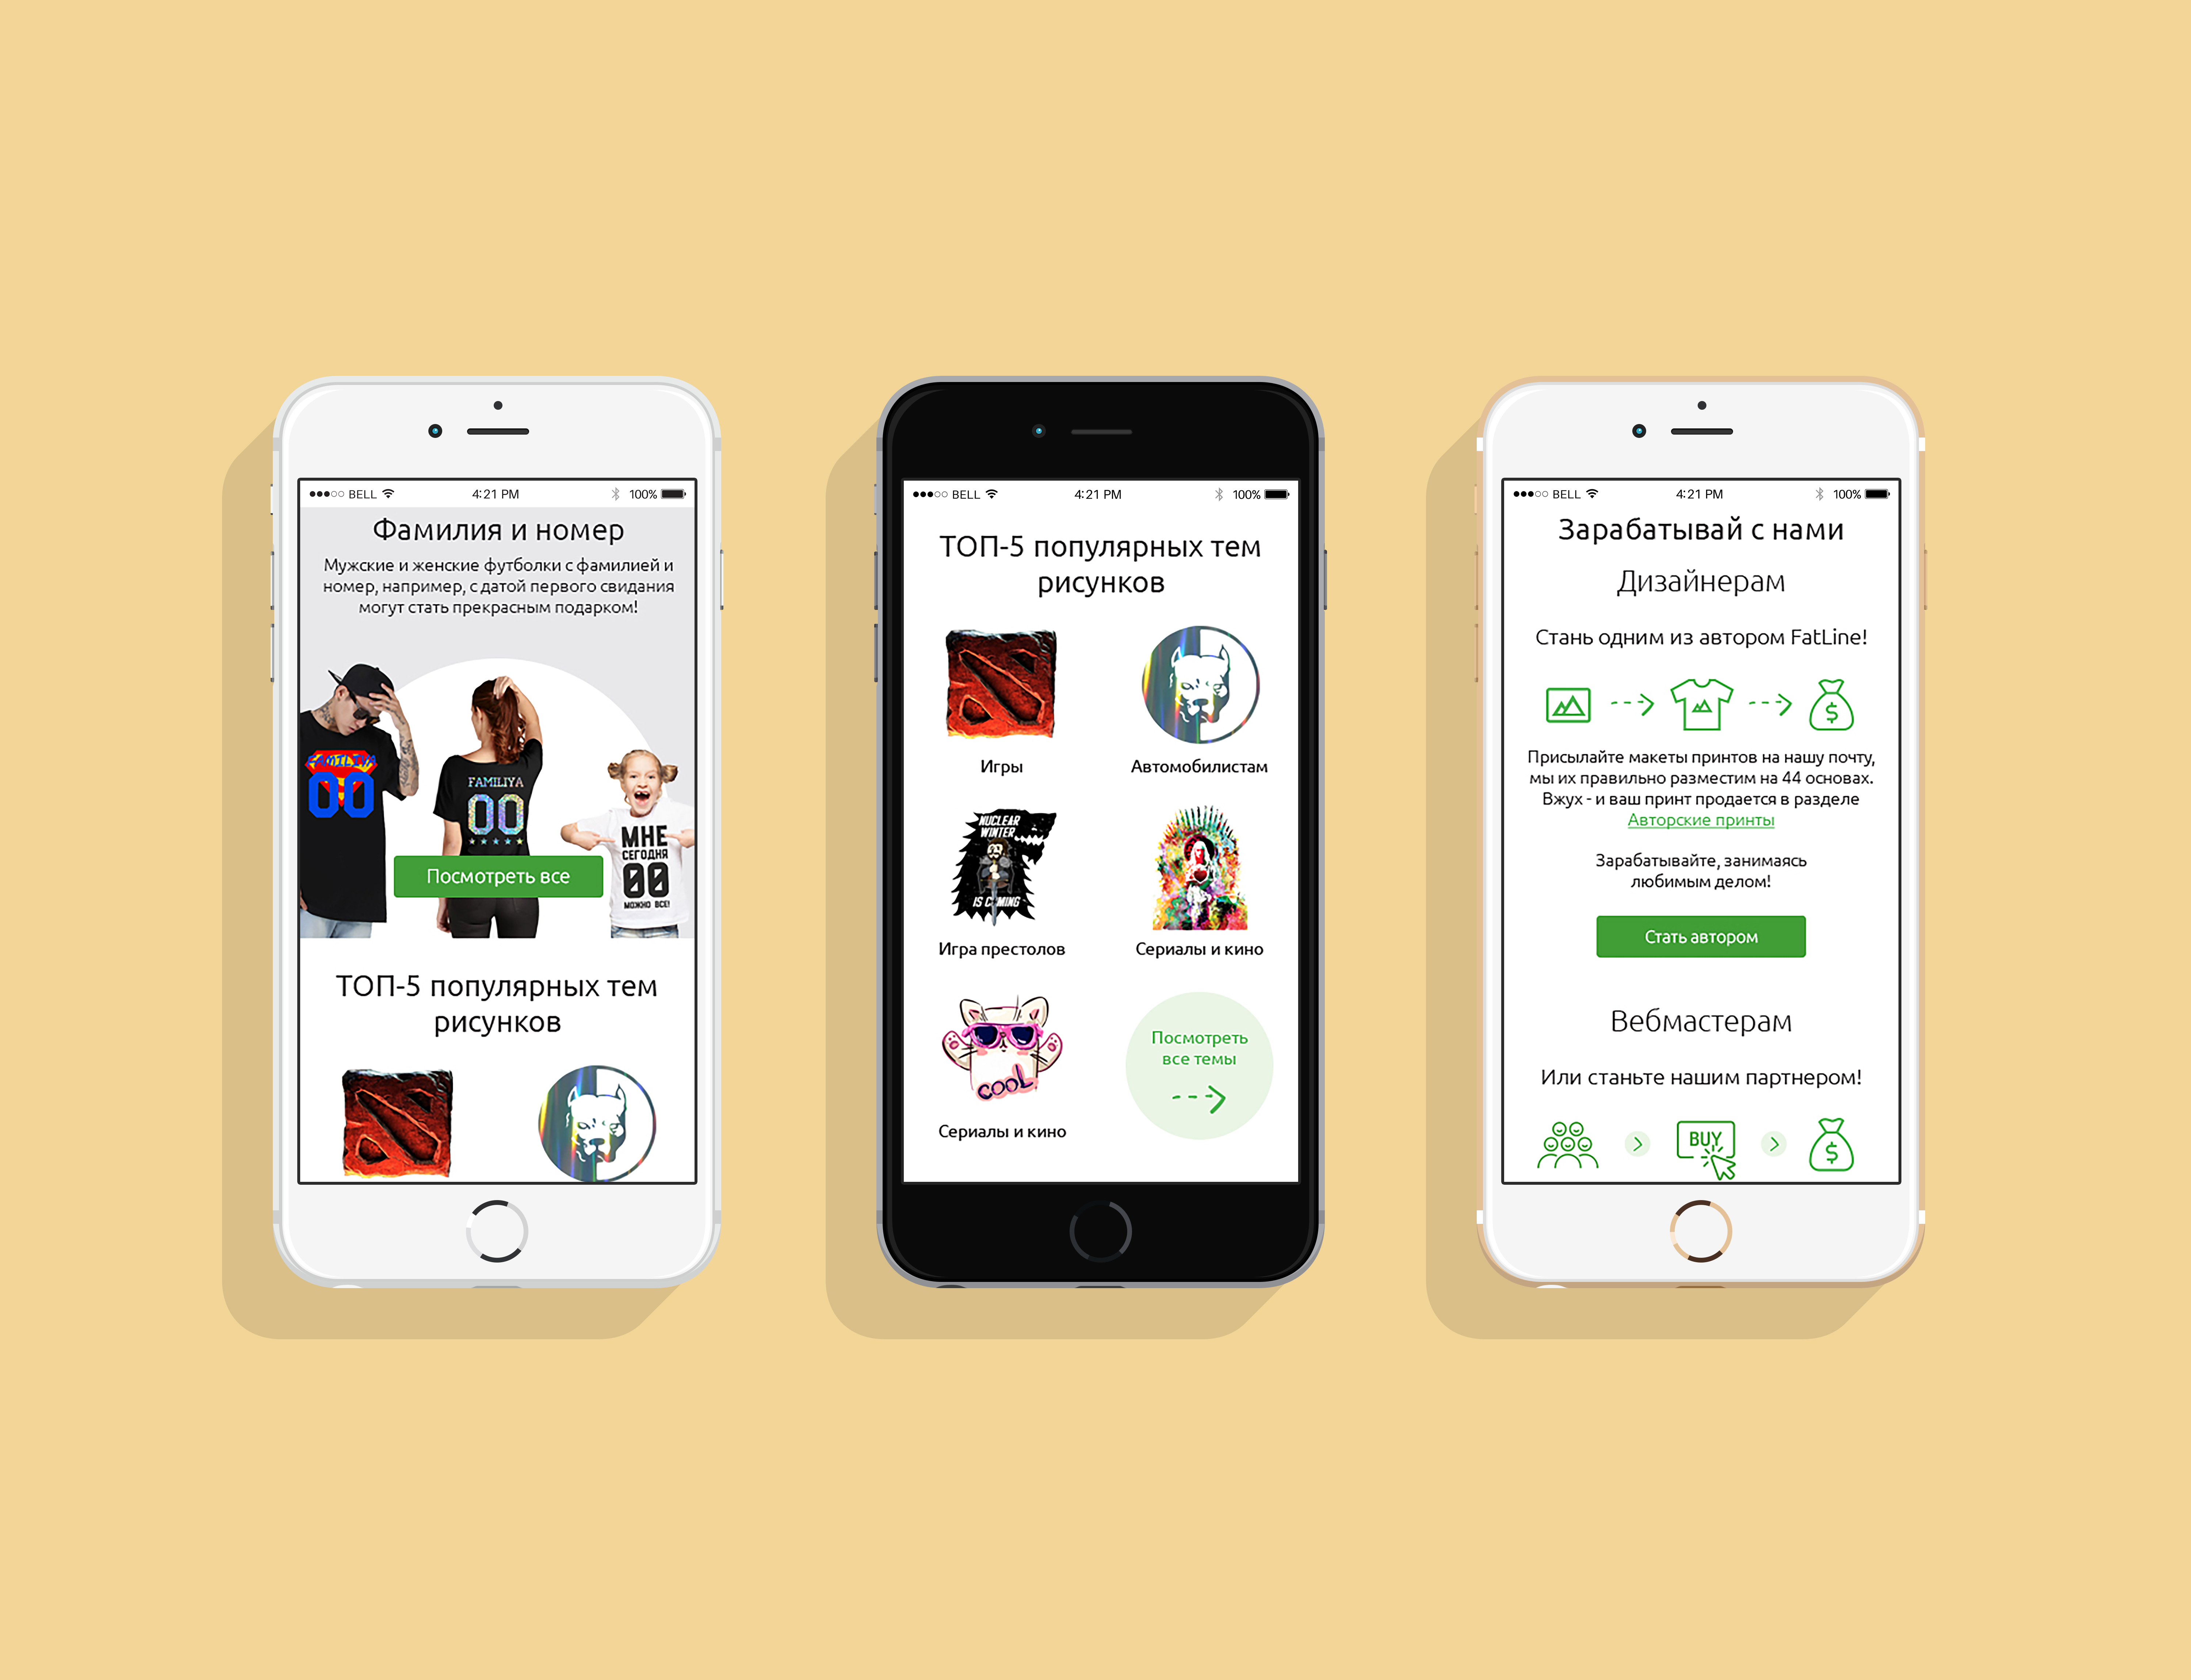 BELL
4:21 PM
100%
Фамилия и номер
Мужские и женские футболки с фамилией и
номер, например, с датой первого свидания
могут стать прекрасным подарком!
FAMILIYA
00
FAMILIYA
00
МНЕ
СЕГОДНЯ
00
МОЖНО ВСЕ!
Посмотреть все
ТОП-5 популярных тем
рисунков
BELL
4:21 PM
100%
ТОП-5 популярных тем
рисунков
Игры
Автомобилистам
NUCLEAR
WINTER
IS COMING
Игра престолов
Сериалы и кино
COOL
Сериалы и кино
Посмотреть
все темы
BELL
4:21 PM
100%
Зарабатывай с нами
Дизайнерам
Стань одним из автором FatLine!
$
Присылайте макеты принтов на нашу почту,
мы их правильно разместим на 44 основах.
Вжух - и ваш принт продается в разделе
Авторские принты
Зарабатывайте, занимаясь
любимым делом!
Стать автором
Вебмастерам
Или станьте нашим партнером!
BUY
$